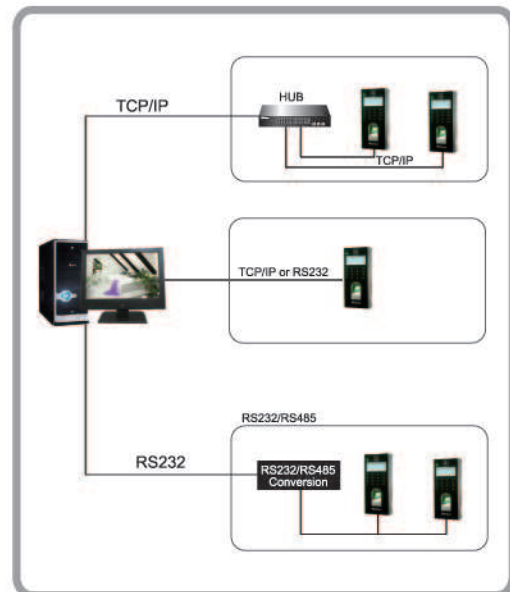 TCP/IP
HUB
TCP/IP
TCP/IP or RS232
RS232/RS485
RS232
RS232/RS485
Conversion